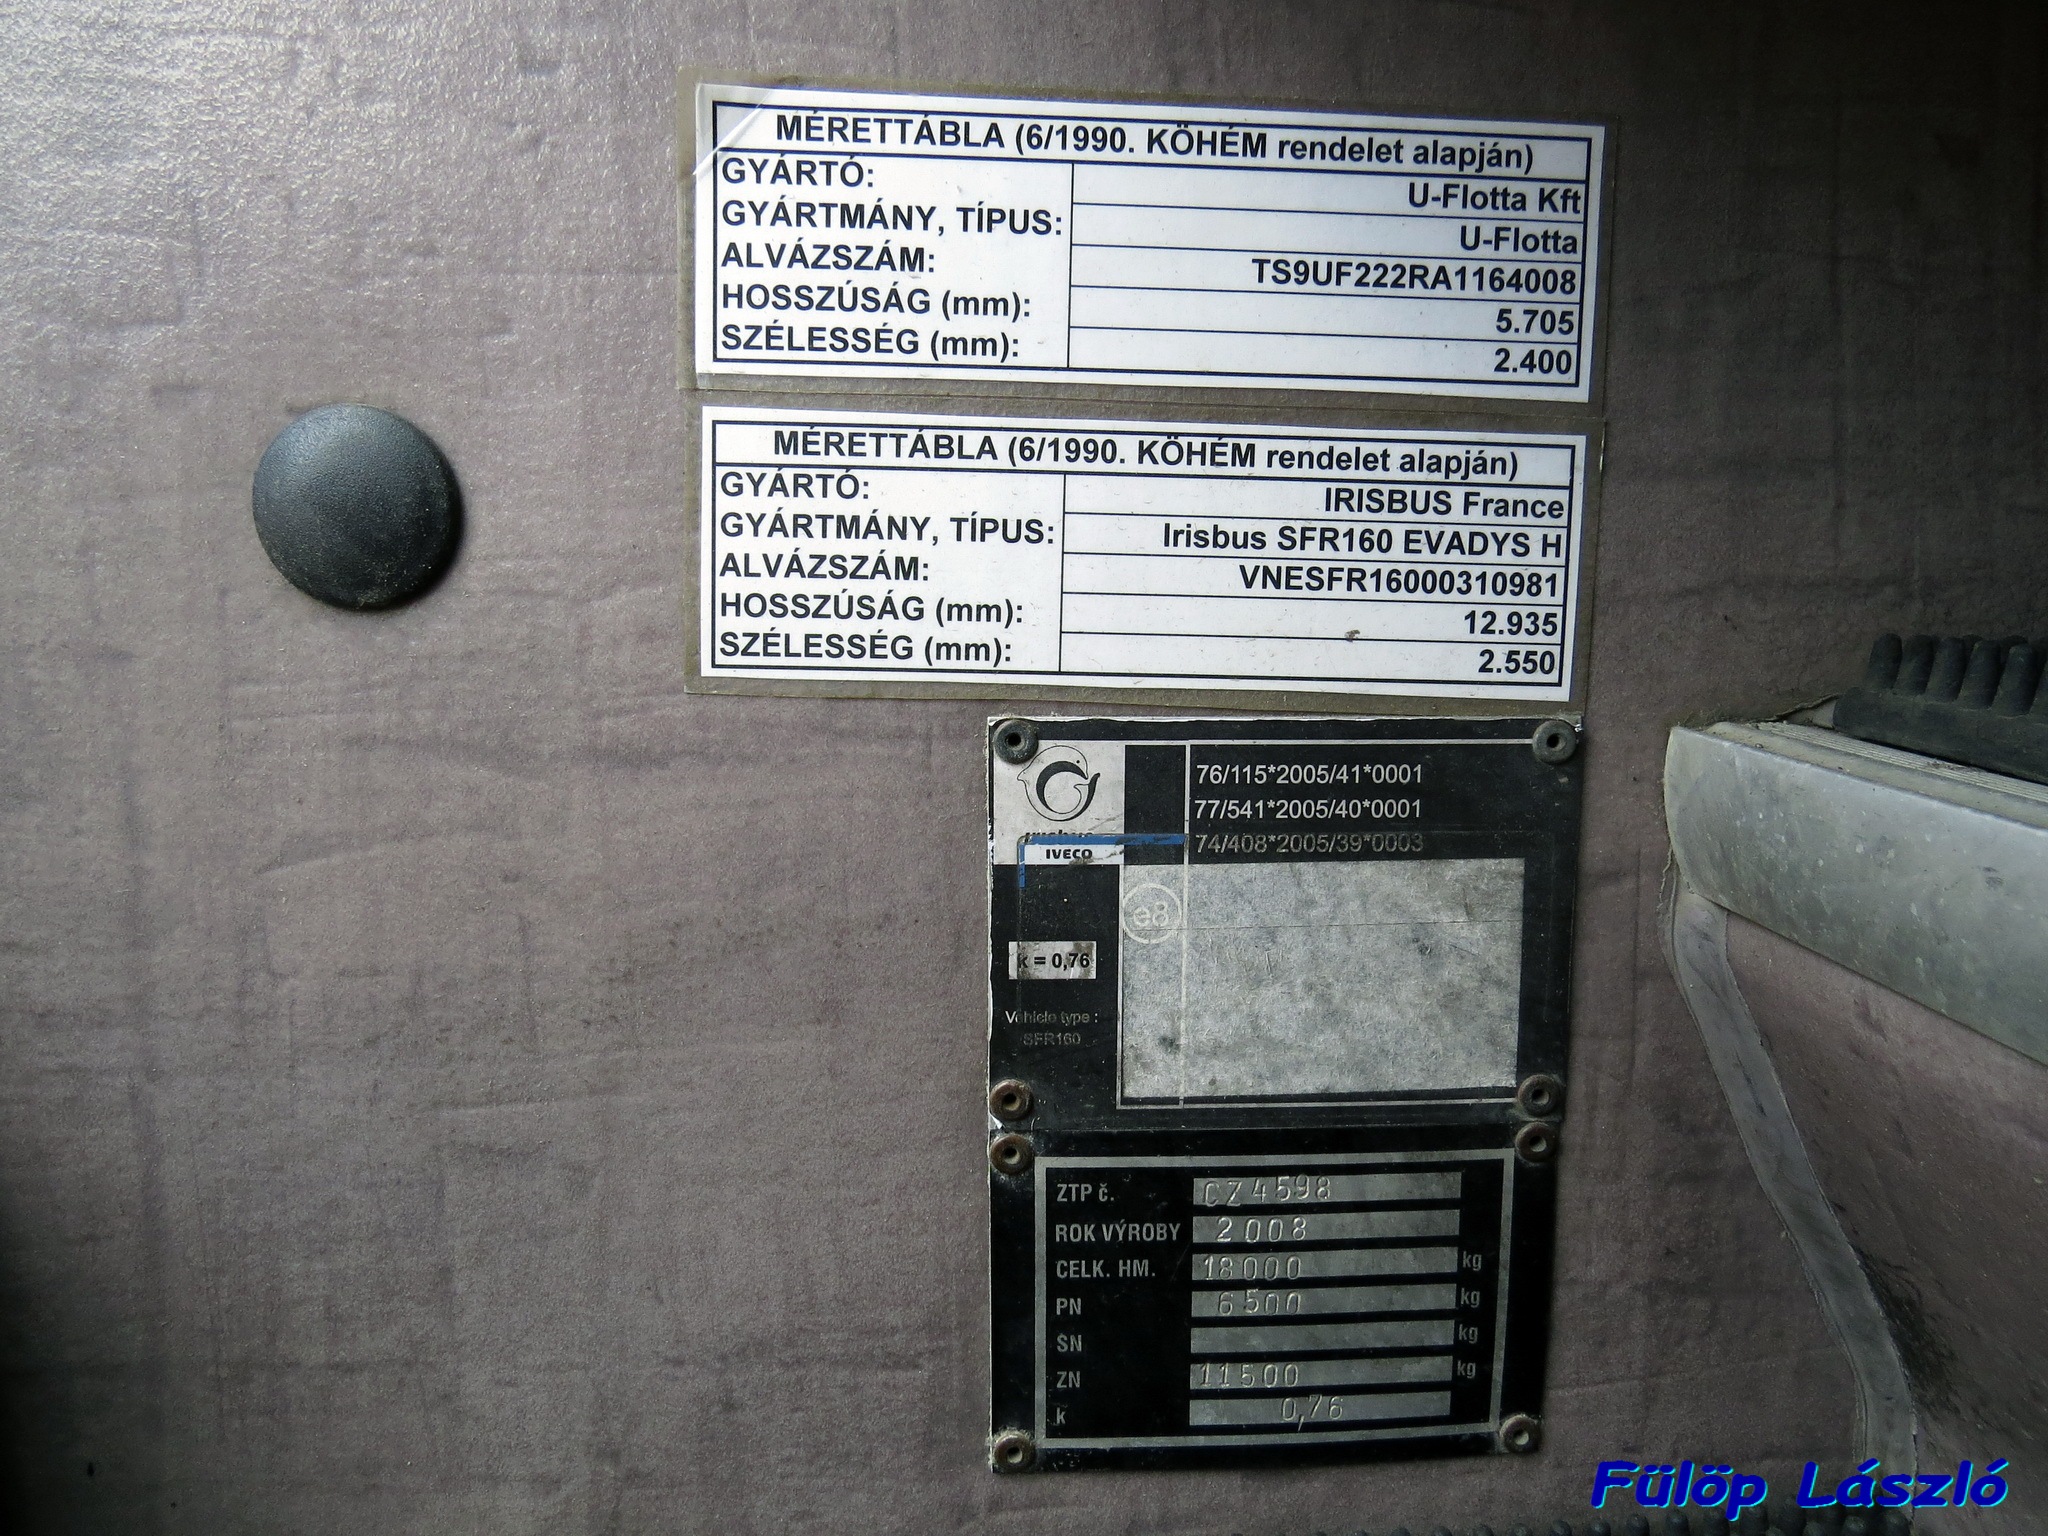 MÉRETTÁBLA (6/1990. KÖHÉM rendelet alapján)
GYÁRTÓ: U-Flotta Kft
GYÁRTMÁNY, TÍPUS: U-Flotta
ALVÁZSZÁM: TS9UF222RA1164008
HOSSZÚSÁG (mm): 5.705
SZÉLESSÉG (mm): 2.400
MÉRETTÁBLA (6/1990. KÖHÉM rendelet alapján)
GYÁRTÓ: IRISBUS France
GYÁRTMÁNY, TÍPUS: Irisbus SFR160 EVADYS H
ALVÁZSZÁM: VNESFR16000310981
HOSSZÚSÁG (mm): 12.935
SZÉLESSÉG (mm): 2.550
76/115*2005/41*0001
77/541*2005/40*0001
74/408*2005/39*0003
irisbus
IVECO
e8
k = 0,76
Vehicle type :
SFR160
ZTP č. CZ4598
ROK VÝROBY 2008
CELK. HM. 18000 kg
PN 6500 kg
SN kg
ZN 11500 kg
k 0,76
Fülöp László